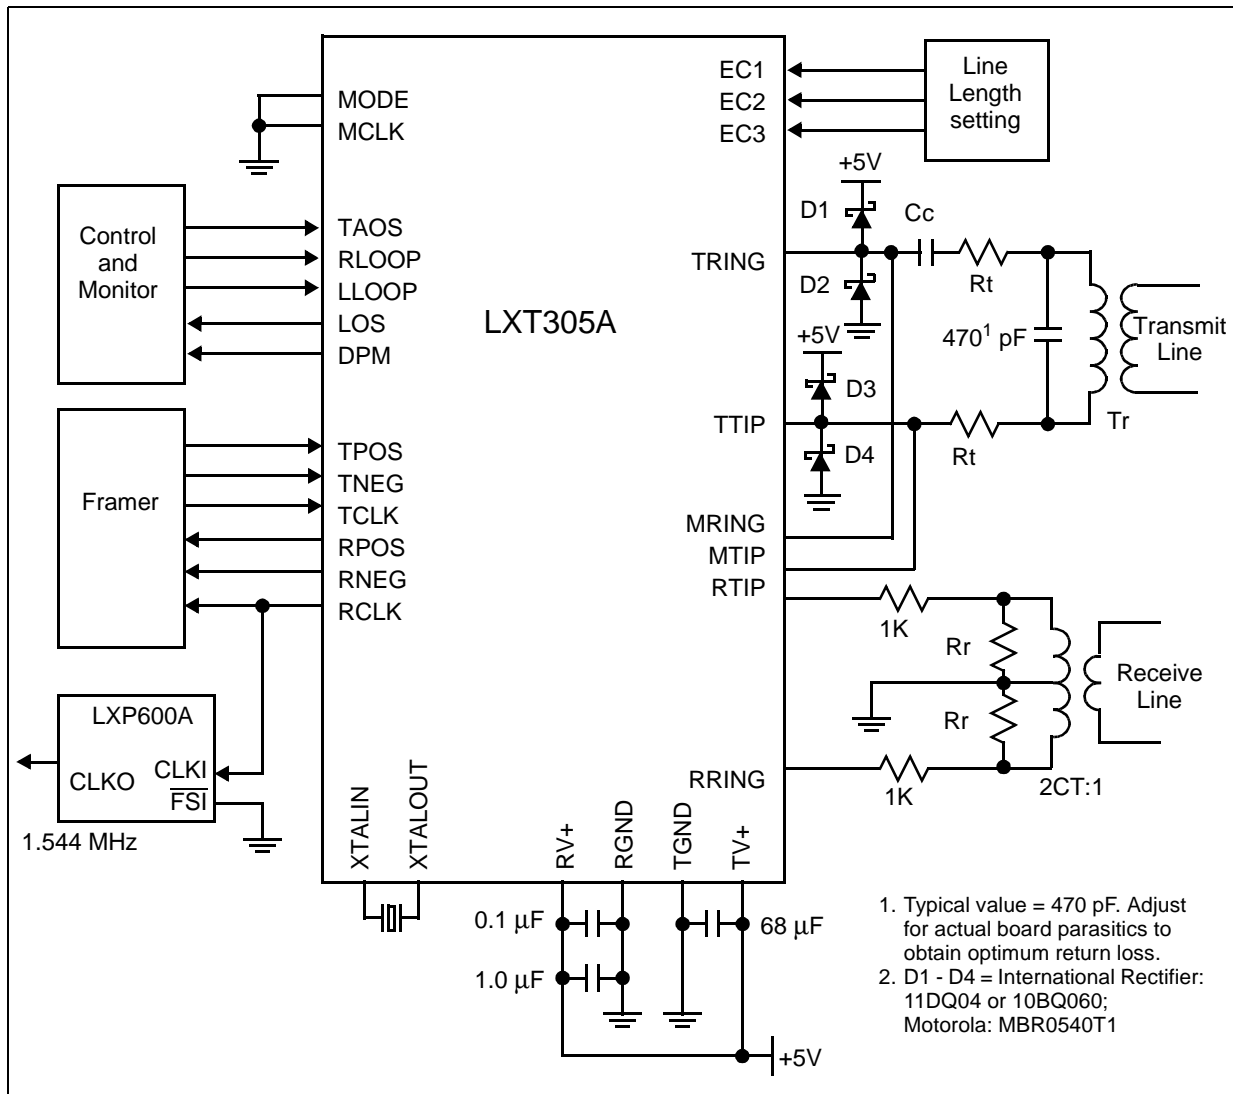 MODE
MCLK
EC1
EC2
EC3
Line
Length
setting
Control
and
Monitor
TAOS
RLOOP
LLOOP
LOS
DPM
LXT305A
+5V
D1
D2
Cc
Rt
TRING
470¹ pF
Transmit
Line
Tr
+5V
D3
D4
TTIP
Rt
Framer
TPOS
TNEG
TCLK
RPOS
RNEG
RCLK
MRING
MTIP
RTIP
1K
Rr
Rr
Receive
Line
RRING
1K
2CT:1
LXP600A
CLKI
CLKO
FSI
1.544 MHz
XTALIN
XTALOUT
RV+
RGND
TGND
TV+
0.1 μF
68 μF
1.0 μF
+5V
1. Typical value = 470 pF. Adjust
for actual board parasitics to
obtain optimum return loss.
2. D1 - D4 = International Rectifier:
11DQ04 or 10BQ060;
Motorola: MBR0540T1